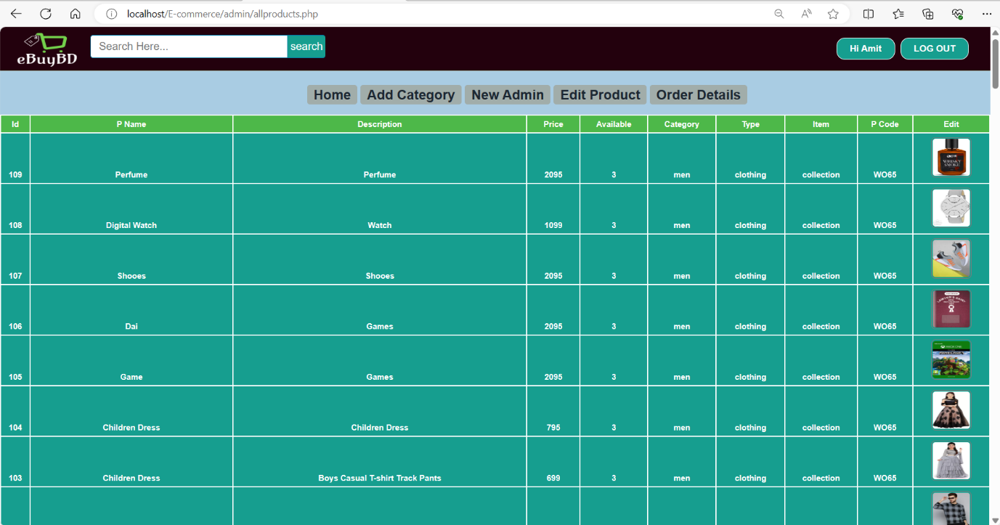 localhost/E-commerce/admin/allproducts.php
eBuyBD
Search Here...
search
Hi Amit
LOG OUT
Home Add Category New Admin Edit Product Order Details
Id P Name Description Price Available Category Type Item P Code Edit
109 Perfume Perfume 2095 3 men clothing collection WO65
WHISKY
SMOKE
108 Digital Watch Watch 1099 3 men clothing collection WO65
107 Shooes Shooes 2095 3 men clothing collection WO65
106 Dai Games 2095 3 men clothing collection WO65
105 Game Games 2095 3 men clothing collection WO65
MINECRAFT
104 Children Dress Children Dress 795 3 men clothing collection WO65
103 Children Dress Boys Casual T-shirt Track Pants 699 3 men clothing collection WO65